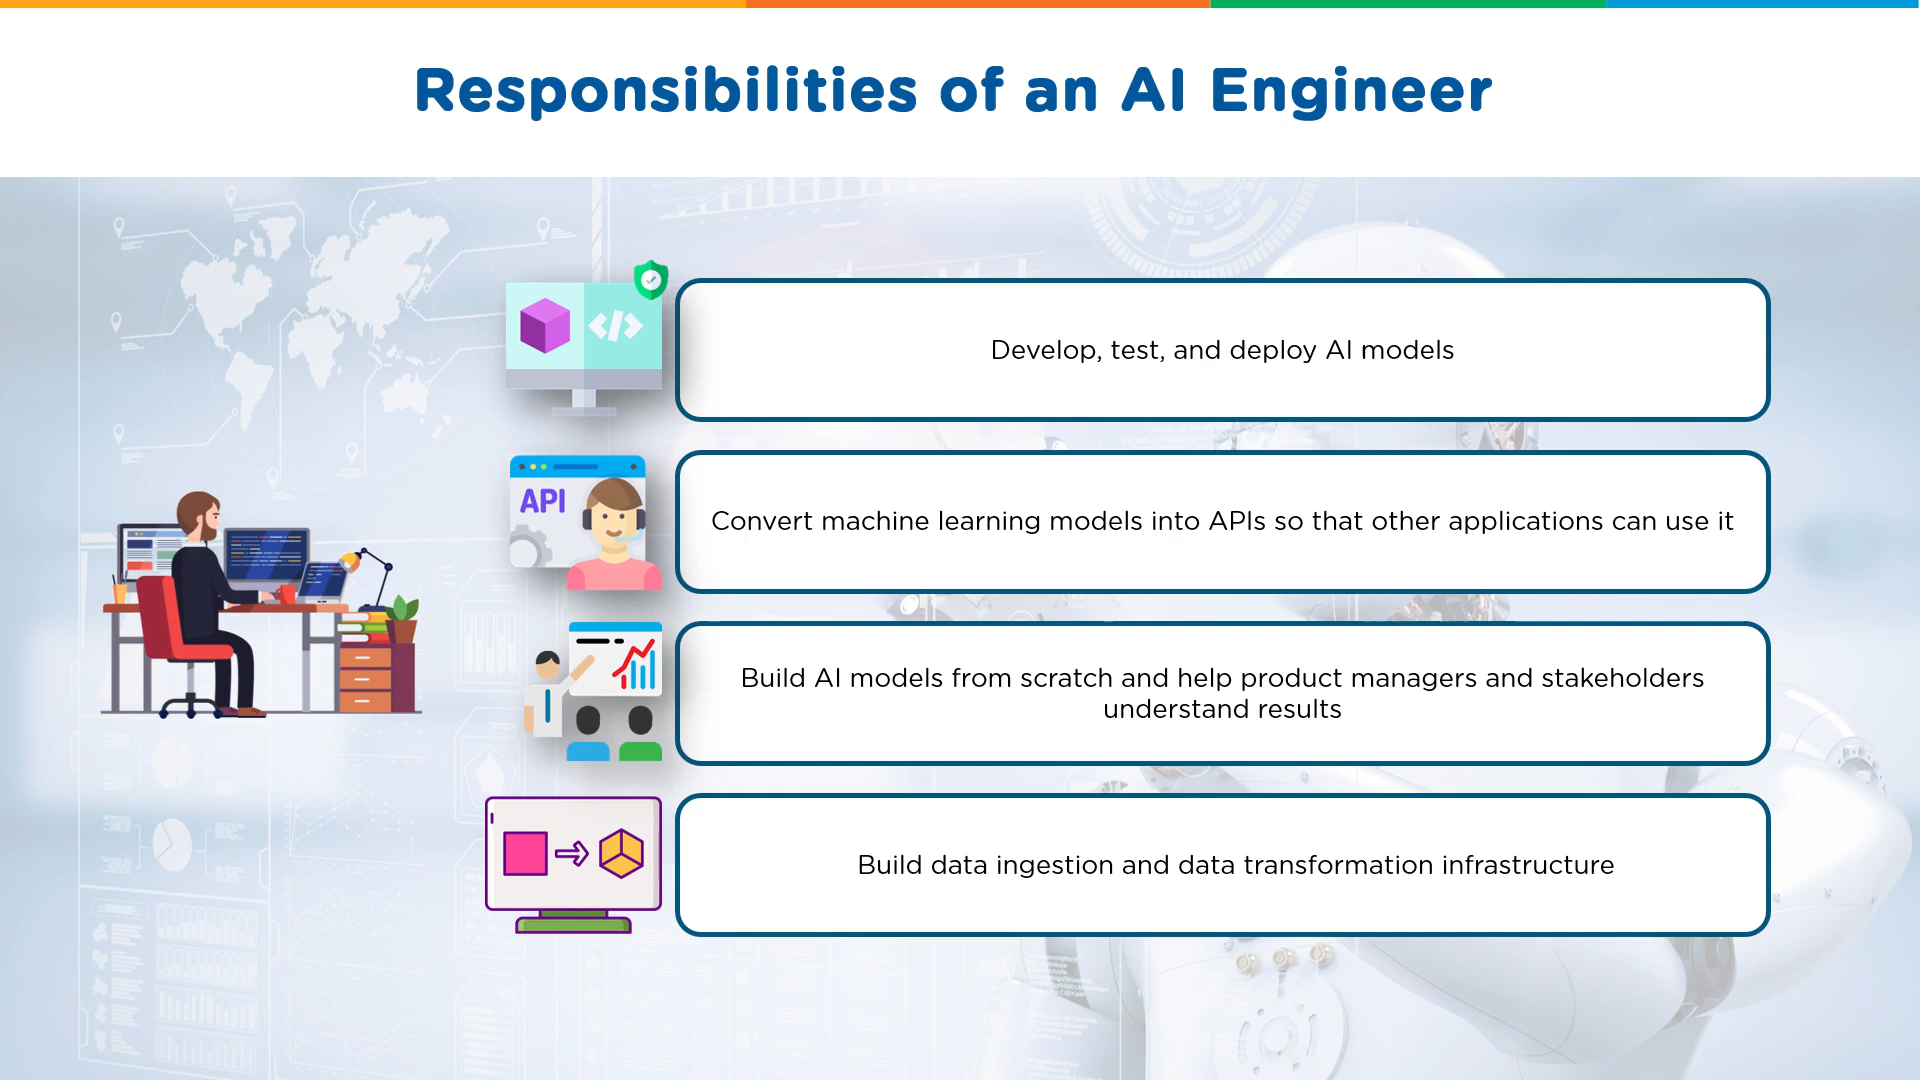 Responsibilities of an AI Engineer
Develop, test, and deploy AI models
API
Convert machine learning models into APIs so that other applications can use it
Build AI models from scratch and help product managers and stakeholders
understand results
Build data ingestion and data transformation infrastructure